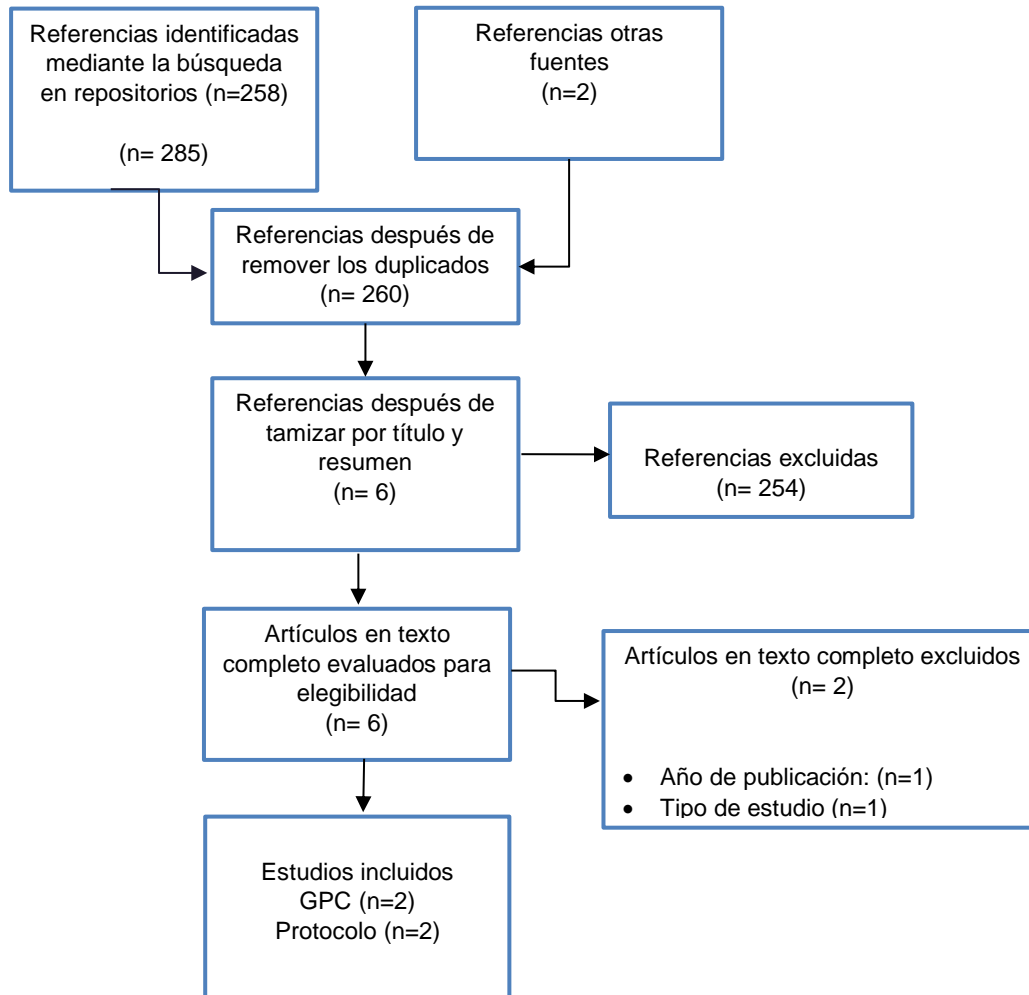 Referencias identificadas
mediante la búsqueda
en repositorios (n=258)
(n= 285)
Referencias otras
fuentes
(n=2)
Referencias después de
remover los duplicados
(n= 260)
Referencias después de
tamizar por título y
resumen
(n= 6)
Referencias excluidas
(n= 254)
Artículos en texto
completo evaluados para
elegibilidad
(n= 6)
Artículos en texto completo excluidos
(n= 2)
• Año de publicación: (n=1)
• Tipo de estudio (n=1)
Estudios incluidos
GPC (n=2)
Protocolo (n=2)